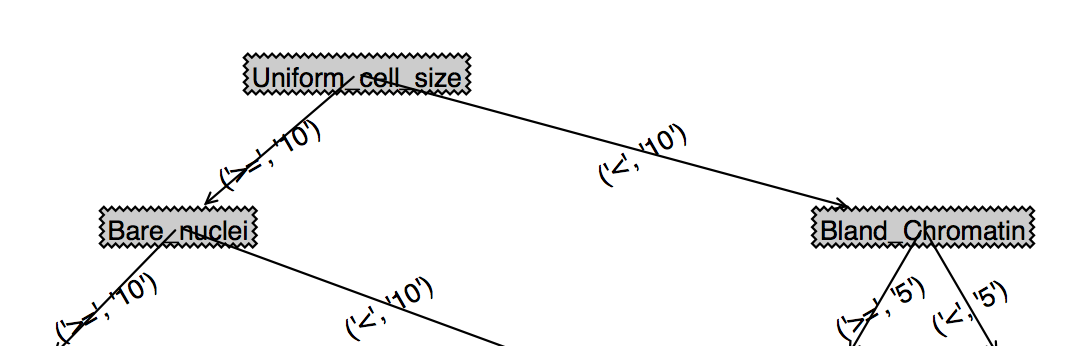 Uniform_cell_size
('>=', '10')
('<', '10')
Bare_nuclei
Bland_Chromatin
('>=', '10')
('<', '10')
('>=', '5')
('<', '5')